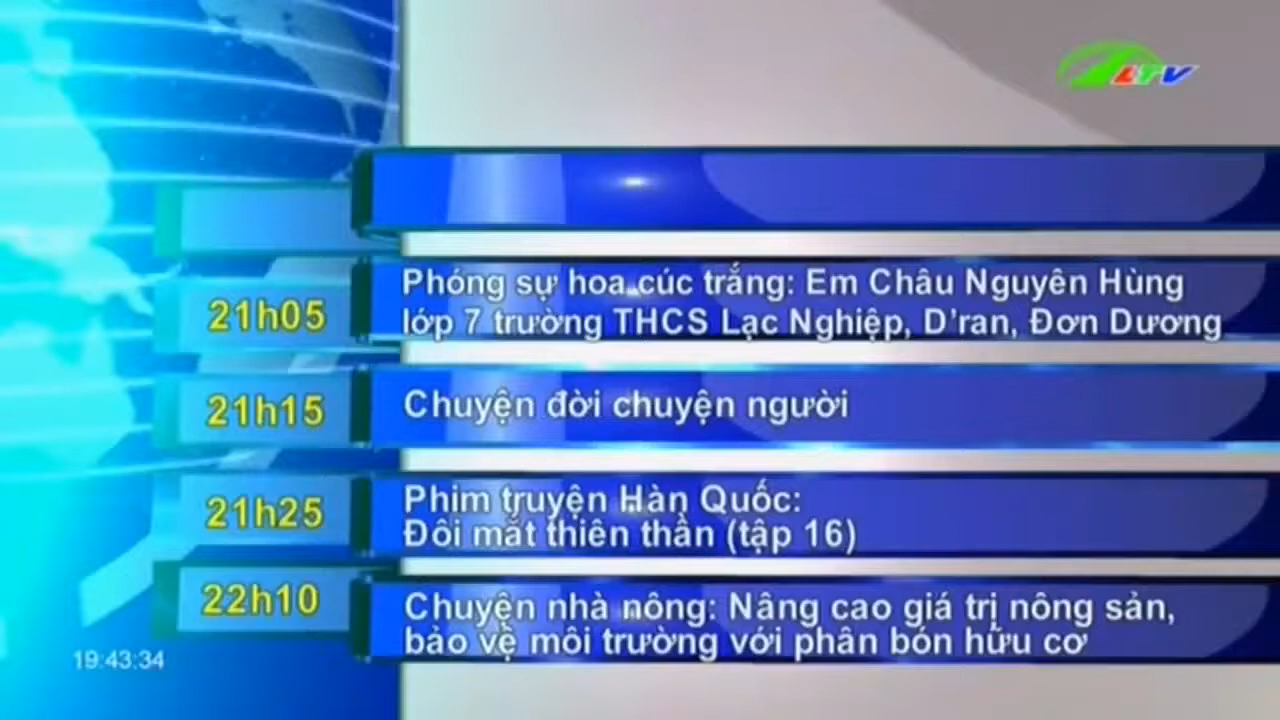 LTV
21h05
Phóng sự hoa cúc trắng: Em Châu Nguyên Hùng
lớp 7 trường THCS Lạc Nghiệp, D'ran, Đơn Dương
21h15
Chuyện đời chuyện người
21h25
Phim truyện Hàn Quốc:
Đôi mắt thiên thần (tập 16)
22h10
Chuyện nhà nông: Nâng cao giá trị nông sản,
bảo vệ môi trường với phân bón hữu cơ
19:43:34